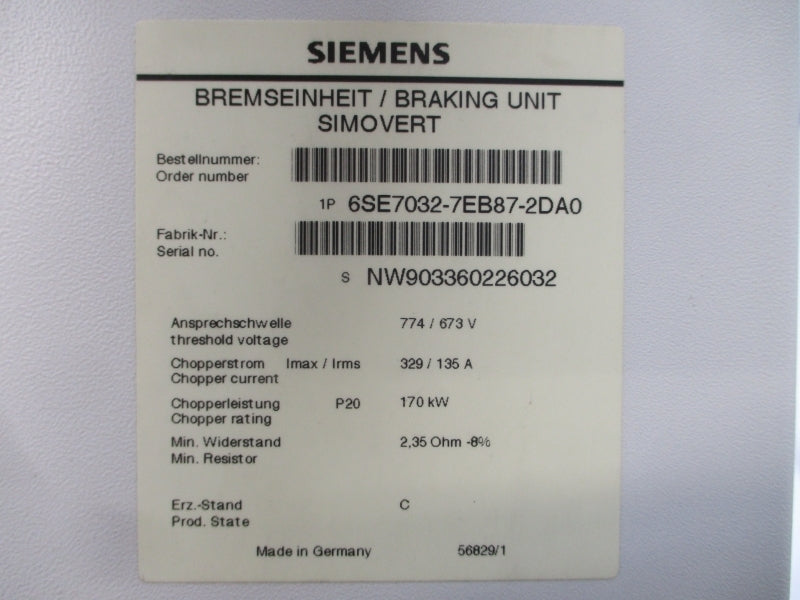 SIEMENS
BREMSEINHEIT / BRAKING UNIT
SIMOVERT
Bestellnummer:
Order number
1P 6SE7032-7EB87-2DA0
Fabrik-Nr.:
Serial no.
S NW903360226032
Ansprechschwelle 774 / 673 V
threshold voltage
Chopperstrom Imax / Irms 329 / 135 A
Chopper current
Chopperleistung P20 170 kW
Chopper rating
Min. Widerstand 2,35 Ohm -8%
Min. Resistor
Erz.-Stand C
Prod. State
Made in Germany 56829/1